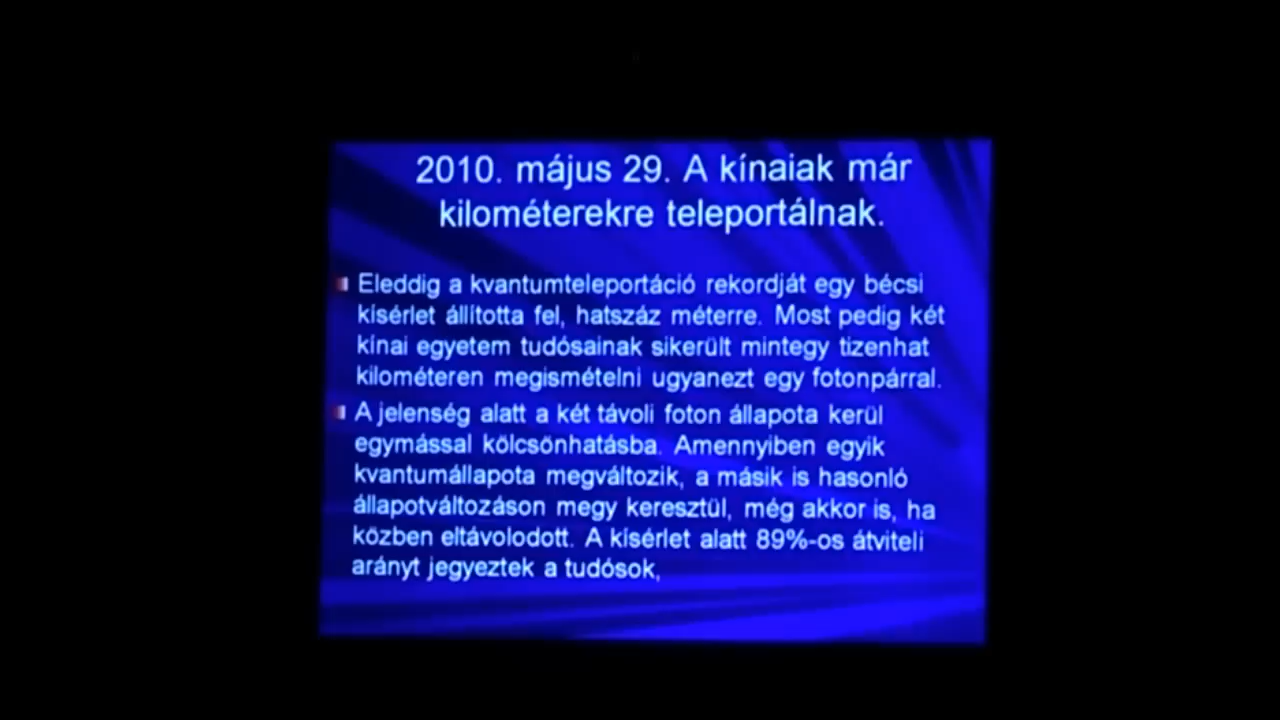 2010. május 29. A kínaiak már
kilométerekre teleportálnak.
Eleddig a kvantumteleportáció rekordját egy bécsi
kísérlet állította fel, hatszáz méterre. Most pedig két
kínai egyetem tudósainak sikerült mintegy tizenhat
kilométeren megismételni ugyanezt egy fotonpárral.
A jelenség alatt a két távoli foton állapota kerül
egymással kölcsönhatásba. Amennyiben egyik
kvantumállapota megváltozik, a másik is hasonló
állapotváltozáson megy keresztül, még akkor is, ha
közben eltávolodott. A kísérlet alatt 89%-os átviteli
arányt jegyeztek a tudósok,